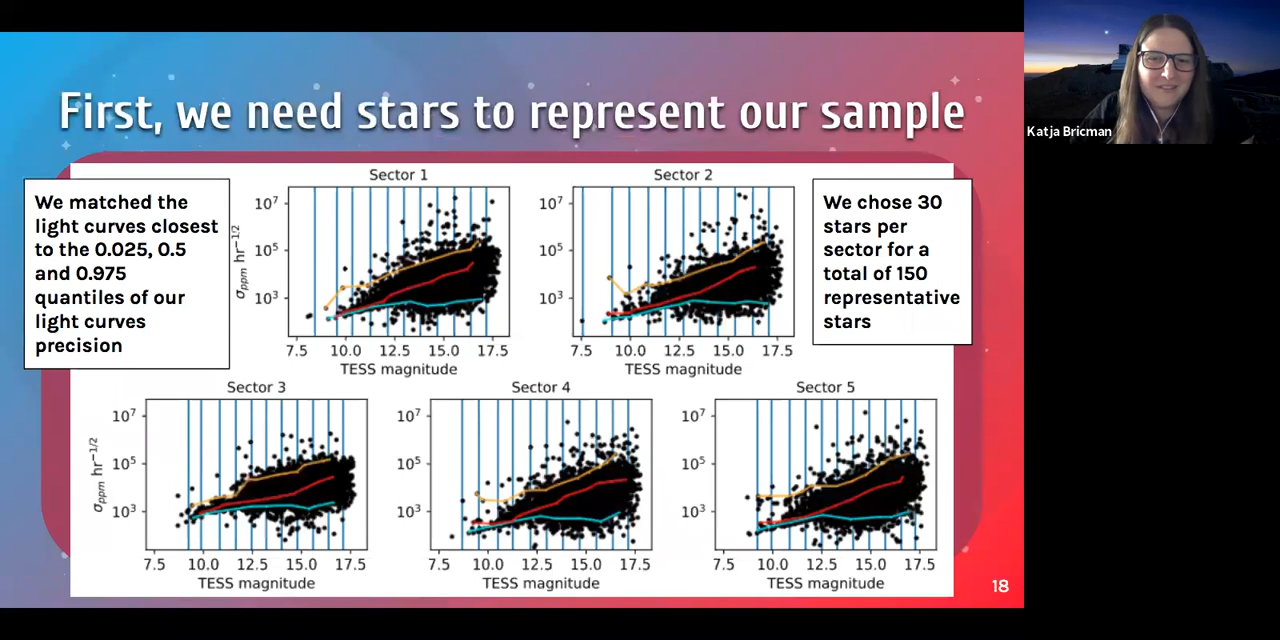 First, we need stars to represent our sample
Katja Bricman
We matched the
light curves closest
to the 0.025, 0.5
and 0.975
quantiles of our
light curves
precision
We chose 30
stars per
sector for a
total of 150
representative
stars
Sector 1
10⁷
10⁵
10³
σppm hr⁻¹/²
7.5 10.0 12.5 15.0 17.5
TESS magnitude
Sector 2
10⁷
10⁵
10³
7.5 10.0 12.5 15.0 17.5
TESS magnitude
Sector 3
10⁷
10⁵
10³
σppm hr⁻¹/²
7.5 10.0 12.5 15.0 17.5
TESS magnitude
Sector 4
10⁷
10⁵
10³
7.5 10.0 12.5 15.0 17.5
TESS magnitude
Sector 5
10⁷
10⁵
10³
7.5 10.0 12.5 15.0 17.5
TESS magnitude
18